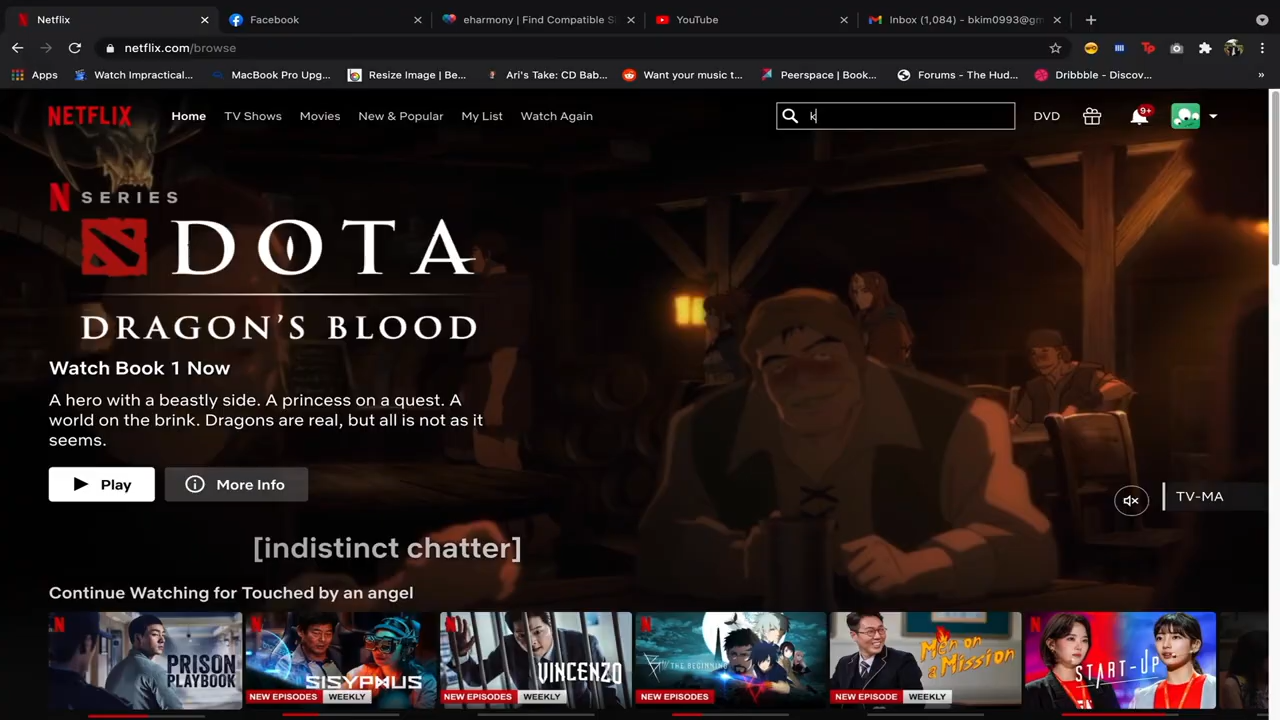 Netflix
Facebook
eharmony | Find Compatible Si
YouTube
Inbox (1,084) - bkim0993@gm
netflix.com/browse
Apps
Watch Impractical...
MacBook Pro Upg...
Resize Image | Be...
Ari's Take: CD Bab...
Want your music t...
Peerspace | Book...
Forums - The Hud...
Dribbble - Discov...
»
NETFLIX
Home
TV Shows
Movies
New & Popular
My List
Watch Again
k
DVD
9+
N SERIES
DOTA
DRAGON'S BLOOD
Watch Book 1 Now
A hero with a beastly side. A princess on a quest. A
world on the brink. Dragons are real, but all is not as it
seems.
Play
More Info
TV-MA
[indistinct chatter]
Continue Watching for Touched by an angel
PRISON
PLAYBOOK
SISYPHUS
NEW EPISODES WEEKLY
VINCENZO
NEW EPISODES WEEKLY
THE BEGINNING
NEW EPISODES
Men on
a Mission
NEW EPISODE WEEKLY
START-UP